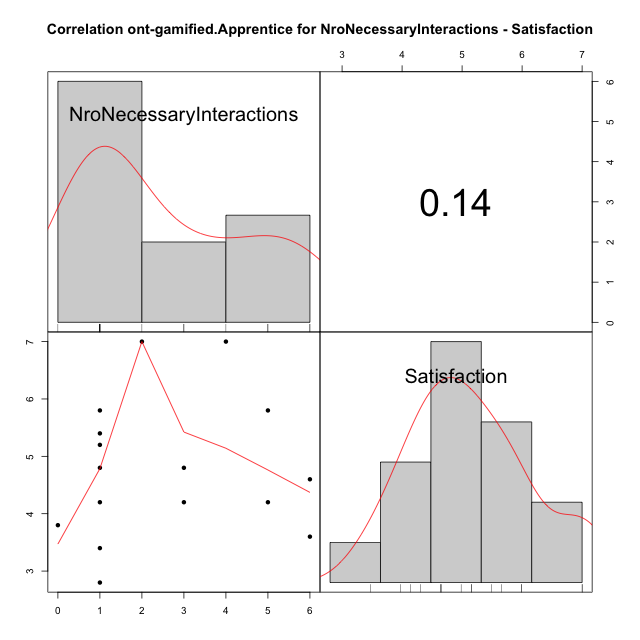 Correlation ont-gamified.Apprentice for NroNecessaryInteractions - Satisfaction
3 4 5 6 7
NroNecessaryInteractions
0.14
6
5
4
3
2
1
0
Satisfaction
7
6
5
4
3
0 1 2 3 4 5 6